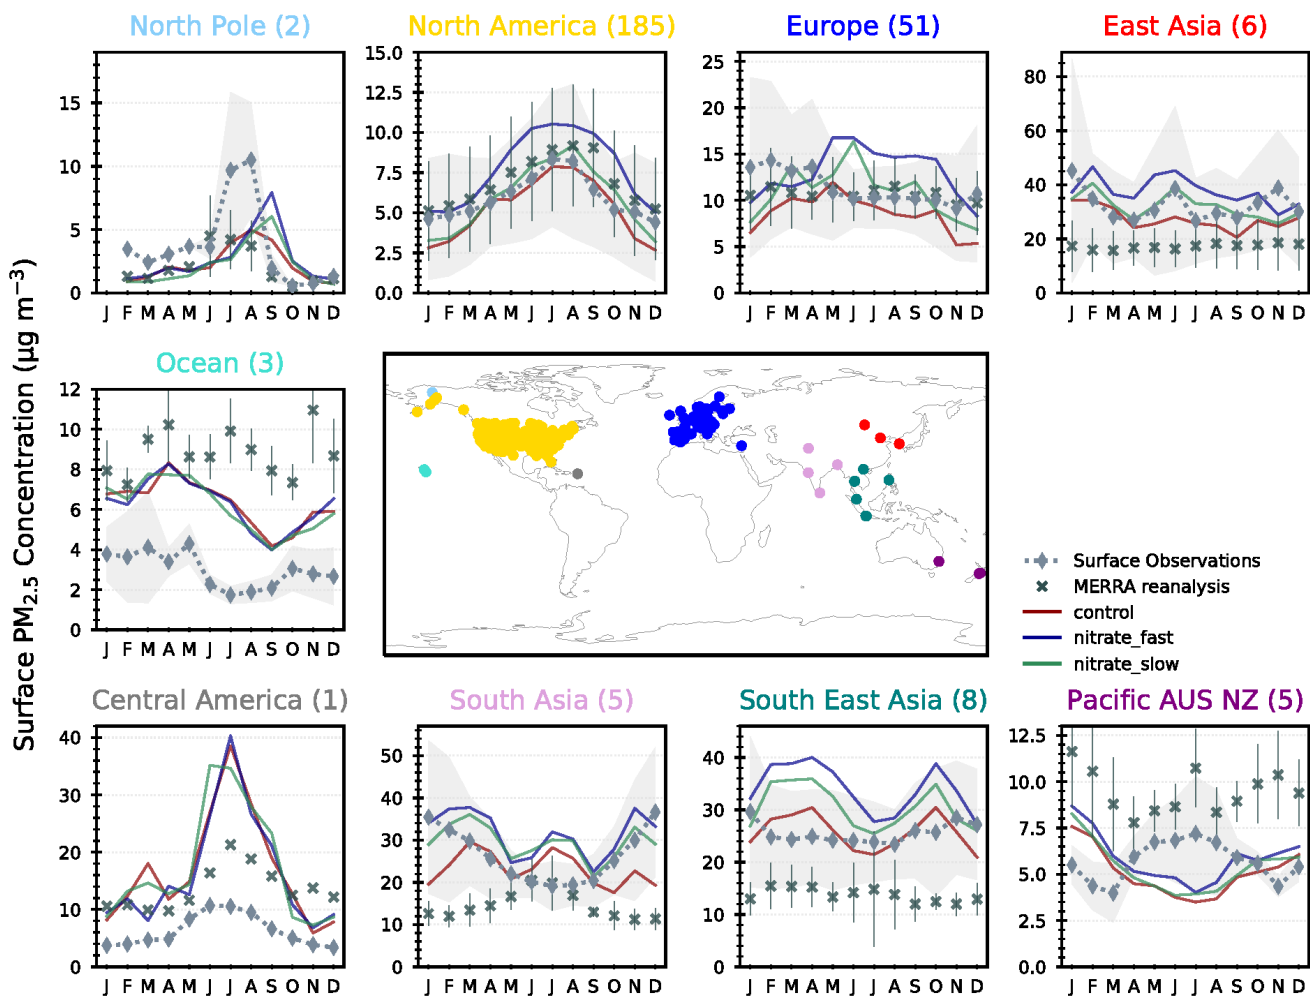 North Pole (2)
North America (185)
Europe (51)
East Asia (6)
15
10
5
0
J F M A M J J A S O N D
15.0
12.5
10.0
7.5
5.0
2.5
0.0
J F M A M J J A S O N D
25
20
15
10
5
0
J F M A M J J A S O N D
80
60
40
20
0
J F M A M J J A S O N D
Surface PM2.5 Concentration (µg m−3)
Ocean (3)
12
10
8
6
4
2
0
J F M A M J J A S O N D
Surface Observations
MERRA reanalysis
control
nitrate_fast
nitrate_slow
Central America (1)
South Asia (5)
South East Asia (8)
Pacific AUS NZ (5)
40
30
20
10
0
J F M A M J J A S O N D
50
40
30
20
10
0
J F M A M J J A S O N D
40
30
20
10
0
J F M A M J J A S O N D
12.5
10.0
7.5
5.0
2.5
0.0
J F M A M J J A S O N D